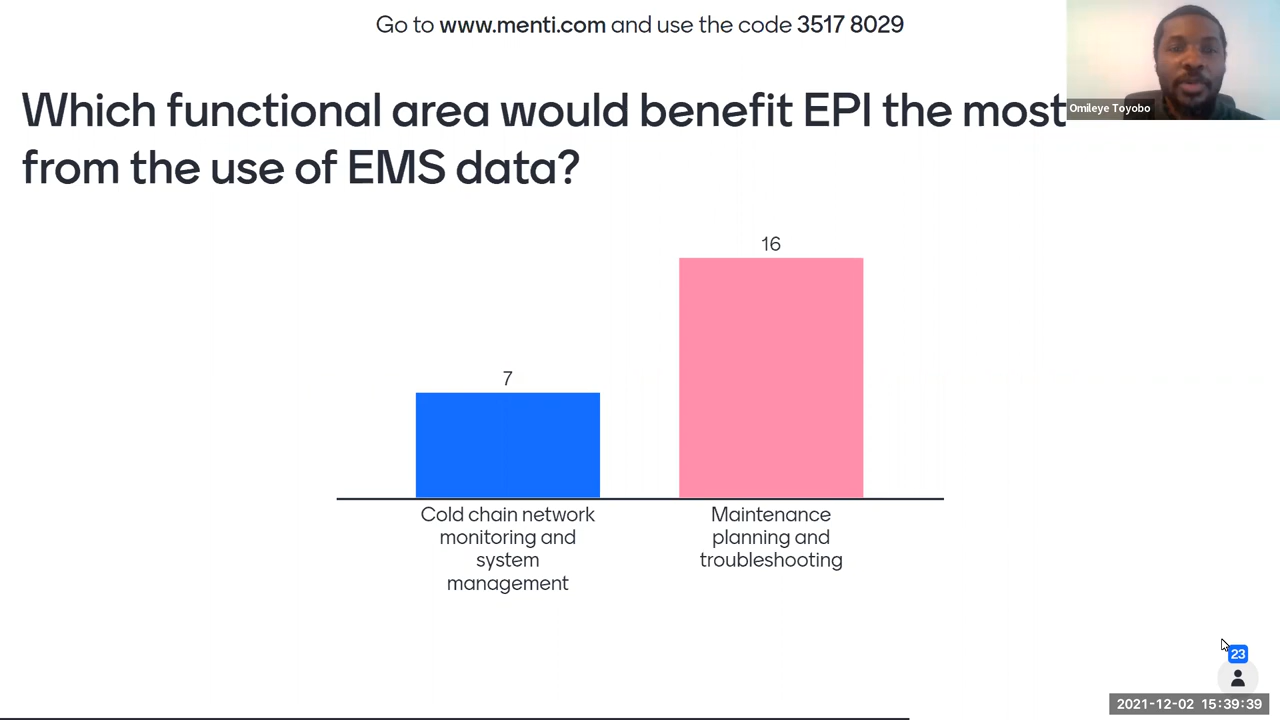 Go to www.menti.com and use the code 3517 8029
Omileye Toyobo
Which functional area would benefit EPI the most
from the use of EMS data?
16
7
Cold chain network
monitoring and
system
management
Maintenance
planning and
troubleshooting
23
2021-12-02 15:39:39